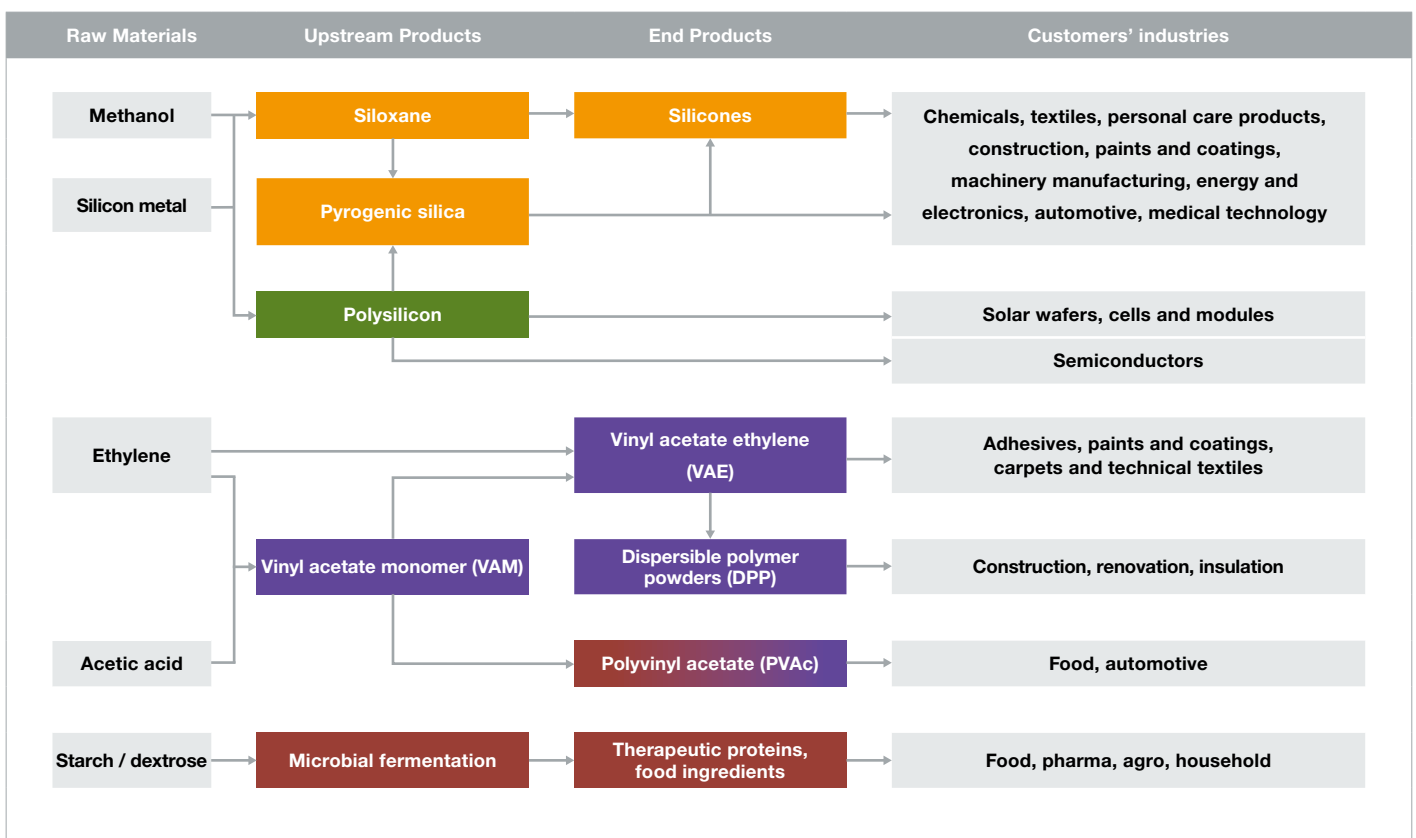 Raw Materials
Upstream Products
End Products
Customers’ industries
Methanol
Siloxane
Silicones
Chemicals, textiles, personal care products,
construction, paints and coatings,
machinery manufacturing, energy and
electronics, automotive, medical technology
Silicon metal
Pyrogenic silica
Polysilicon
Solar wafers, cells and modules
Semiconductors
Ethylene
Vinyl acetate ethylene
(VAE)
Adhesives, paints and coatings,
carpets and technical textiles
Vinyl acetate monomer (VAM)
Dispersible polymer
powders (DPP)
Construction, renovation, insulation
Acetic acid
Polyvinyl acetate (PVAc)
Food, automotive
Starch / dextrose
Microbial fermentation
Therapeutic proteins,
food ingredients
Food, pharma, agro, household